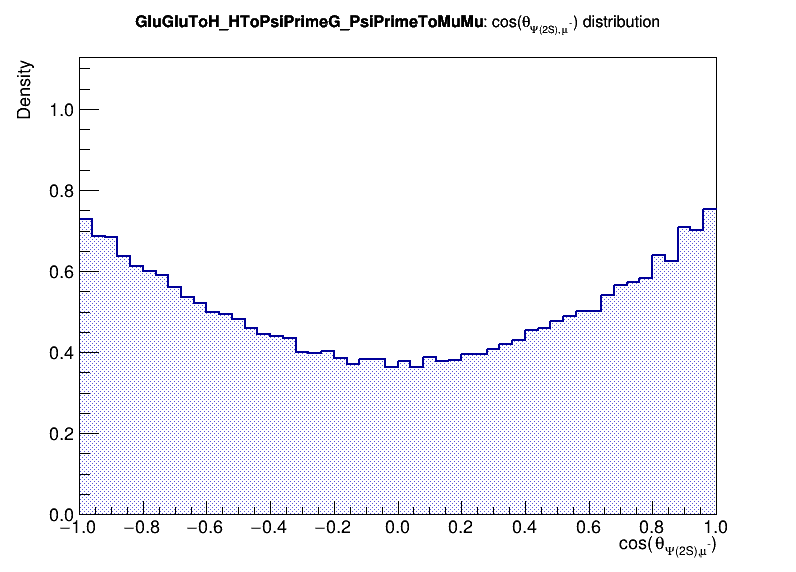 GluGluToH_HToPsiPrimeG_PsiPrimeToMuMu: cos(θΨ(2S),μ-) distribution
Density
1.0
0.8
0.6
0.4
0.2
0.0
−1.0 −0.8 −0.6 −0.4 −0.2 0.0 0.2 0.4 0.6 0.8 1.0
cos(θΨ(2S),μ-)